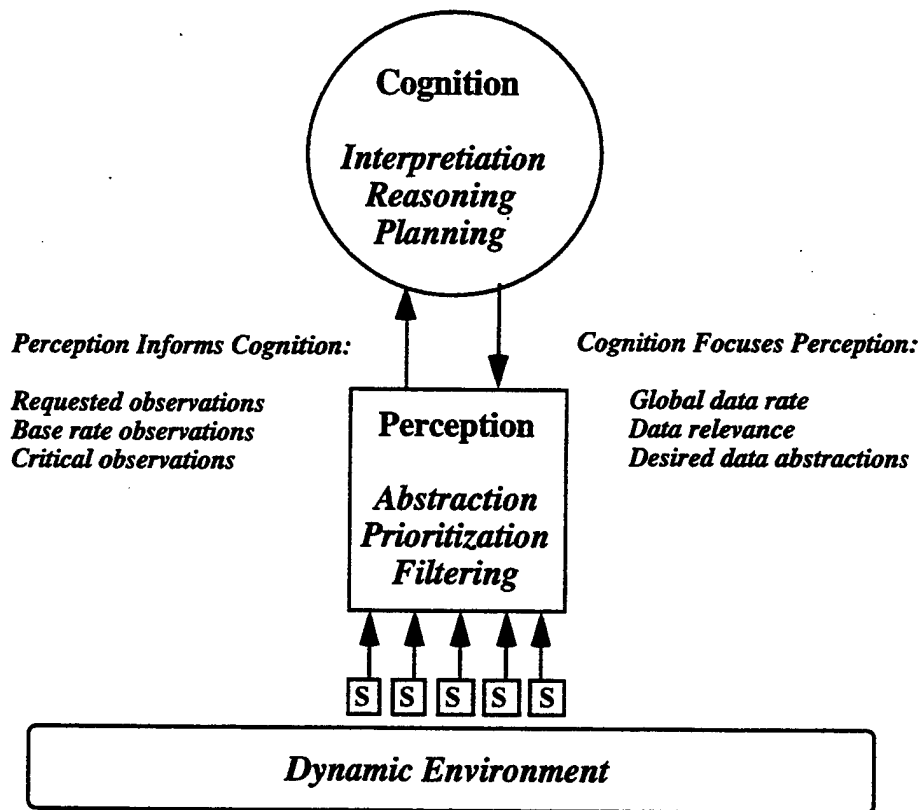 Cognition
Interpretiation
Reasoning
Planning
Perception Informs Cognition:
Requested observations
Base rate observations
Critical observations
Cognition Focuses Perception:
Global data rate
Data relevance
Desired data abstractions
Perception
Abstraction
Prioritization
Filtering
S S S S S
Dynamic Environment